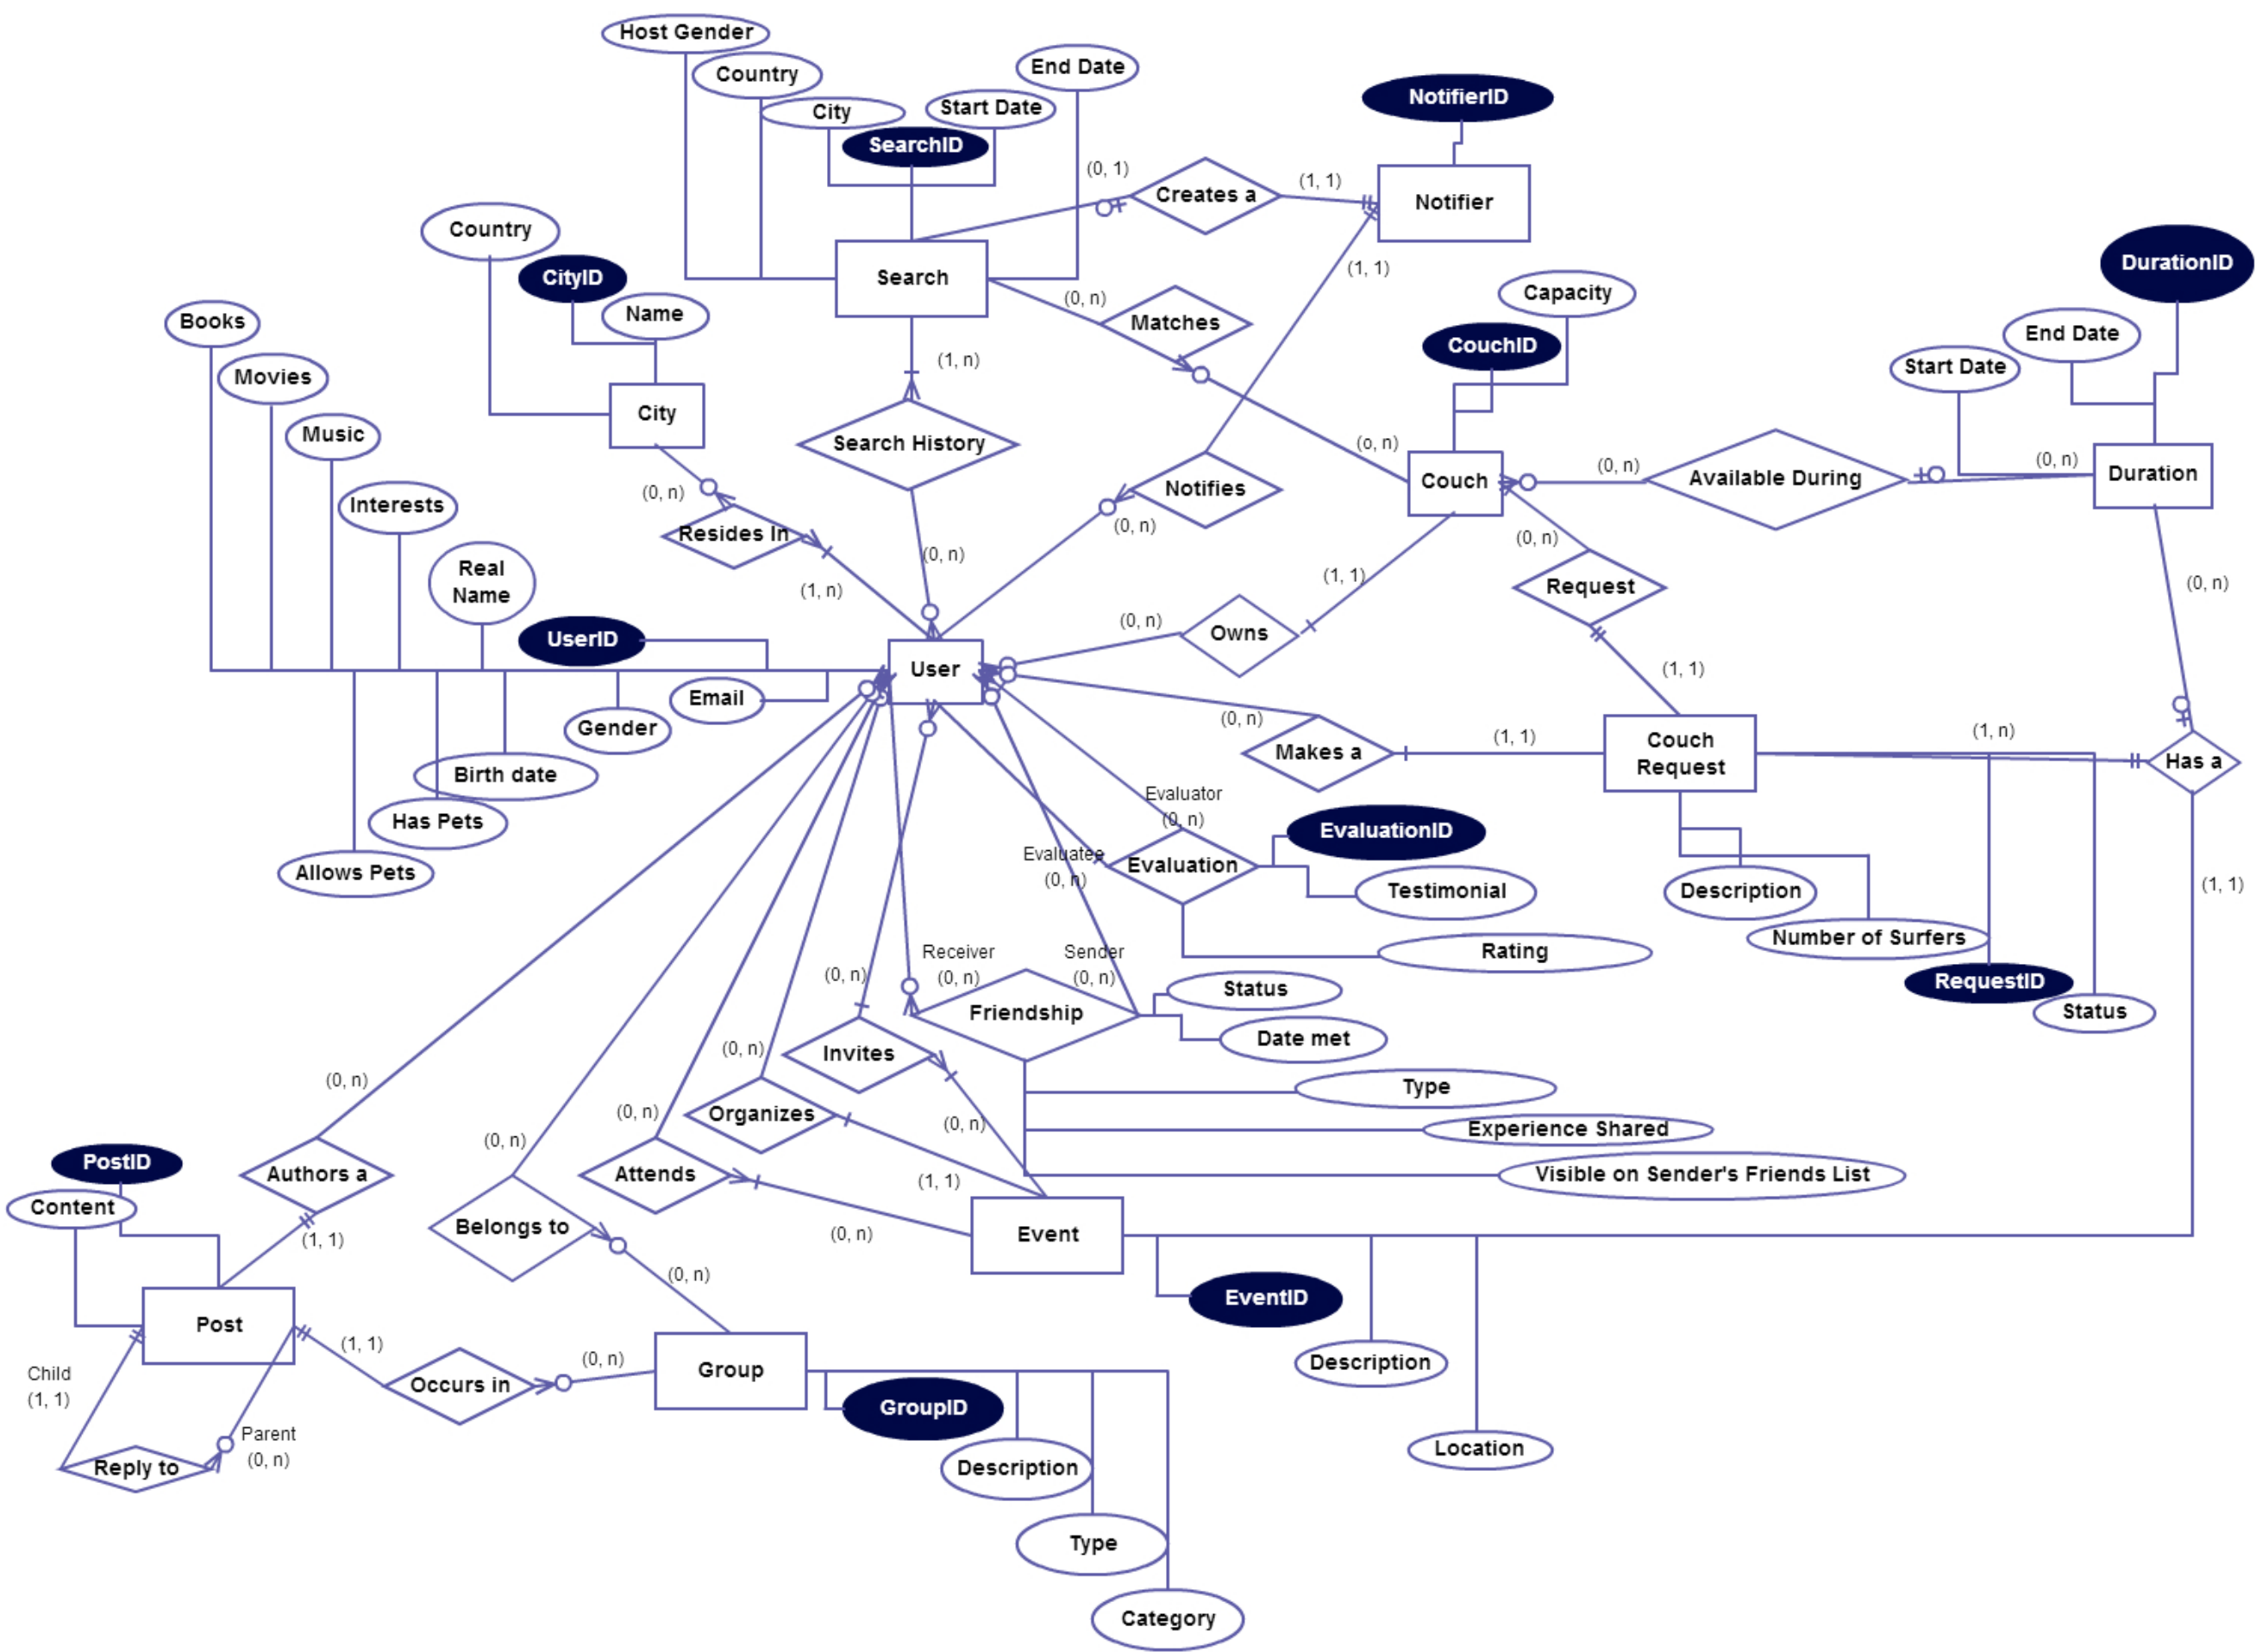 Host Gender
Country
City
SearchID
Start Date
End Date
NotifierID
(0, 1)
Creates a
(1, 1)
Notifier
Country
CityID
Name
Search
(1, 1)
DurationID
Books
Movies
Music
Interests
Real
Name
UserID
City
(0, n)
Matches
Capacity
CouchID
Start Date
End Date
(1, n)
Search History
(o, n)
Couch
(0, n)
Available During
(0, n)
Duration
(0, n)
Resides In
(1, n)
(0, n)
Notifies
(0, n)
(0, n)
Request
(1, 1)
(0, n)
(0, n)
Owns
(1, 1)
User
Email
Gender
Birth date
Has Pets
Allows Pets
(0, n)
Makes a
(1, 1)
Couch
Request
(1, n)
Has a
Evaluator
(0, n)
Evaluatee
(0, n)
Evaluation
EvaluationID
Testimonial
Rating
Description
Number of Surfers
RequestID
Status
(1, 1)
Receiver
(0, n)
Sender
(0, n)
Friendship
Status
Date met
Type
Experience Shared
Visible on Sender's Friends List
(0, n)
Invites
(0, n)
(0, n)
Organizes
(1, 1)
(0, n)
Attends
(0, n)
(0, n)
Belongs to
(0, n)
(0, n)
Authors a
(1, 1)
PostID
Content
Post
Event
EventID
Description
Location
Child
(1, 1)
Reply to
Parent
(0, n)
(1, 1)
Occurs in
(0, n)
Group
GroupID
Description
Type
Category